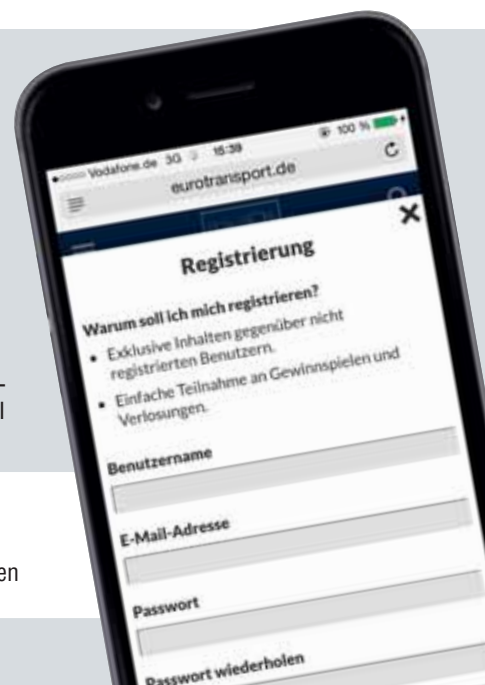 Vodafone.de 3G 15:39 100 %
eurotransport.de
Registrierung
Warum soll ich mich registrieren?
• Exklusive Inhalten gegenüber nicht
registrierten Benutzern.
• Einfache Teilnahme an Gewinnspielen und
Verlosungen.
Benutzername
E-Mail-Adresse
Passwort
Passwort wiederholen
-
l
en